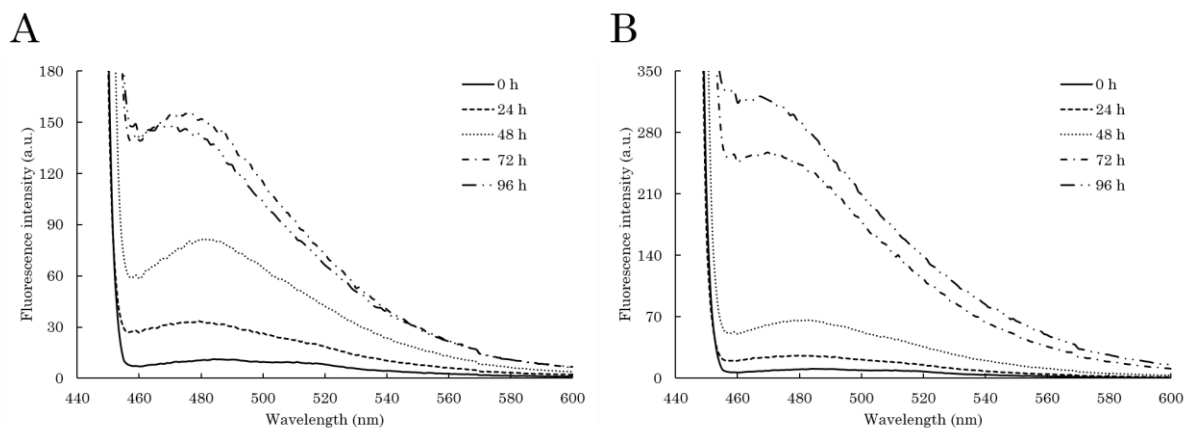 A
180
150
120
90
60
30
0
Fluorescence intensity (a.u.)
440 460 480 500 520 540 560 580 600
Wavelength (nm)
0 h
24 h
48 h
72 h
96 h
B
350
280
210
140
70
0
Fluorescence intensity (a.u.)
440 460 480 500 520 540 560 580 600
Wavelength (nm)
0 h
24 h
48 h
72 h
96 h